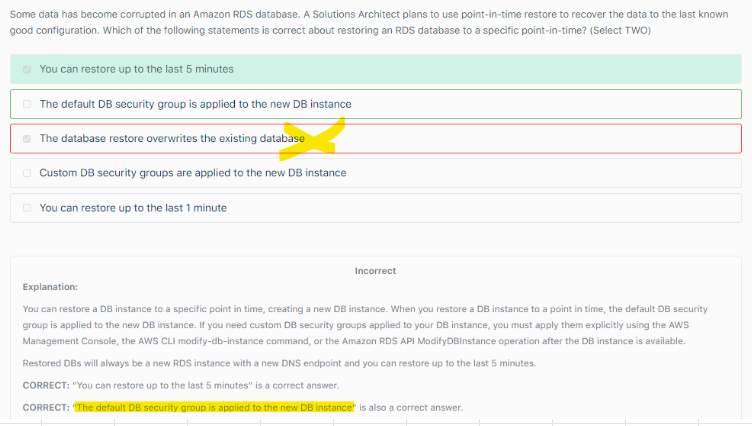 Some data has become corrupted in an Amazon RDS database. A Solutions Architect plans to use point-in-time restore to recover the data to the last known
good configuration. Which of the following statements is correct about restoring an RDS database to a specific point-in-time? (Select TWO)
You can restore up to the last 5 minutes
The default DB security group is applied to the new DB instance
The database restore overwrites the existing database
Custom DB security groups are applied to the new DB instance
You can restore up to the last 1 minute
Incorrect
Explanation:
You can restore a DB instance to a specific point in time, creating a new DB instance. When you restore a DB instance to a point in time, the default DB security
group is applied to the new DB instance. If you need custom DB security groups applied to your DB instance, you must apply them explicitly using the AWS
Management Console, the AWS CLI modify-db-instance command, or the Amazon RDS API ModifyDBInstance operation after the DB instance is available.
Restored DBs will always be a new RDS instance with a new DNS endpoint and you can restore up to the last 5 minutes.
CORRECT: "You can restore up to the last 5 minutes" is a correct answer.
CORRECT: "The default DB security group is applied to the new DB instance" is also a correct answer.